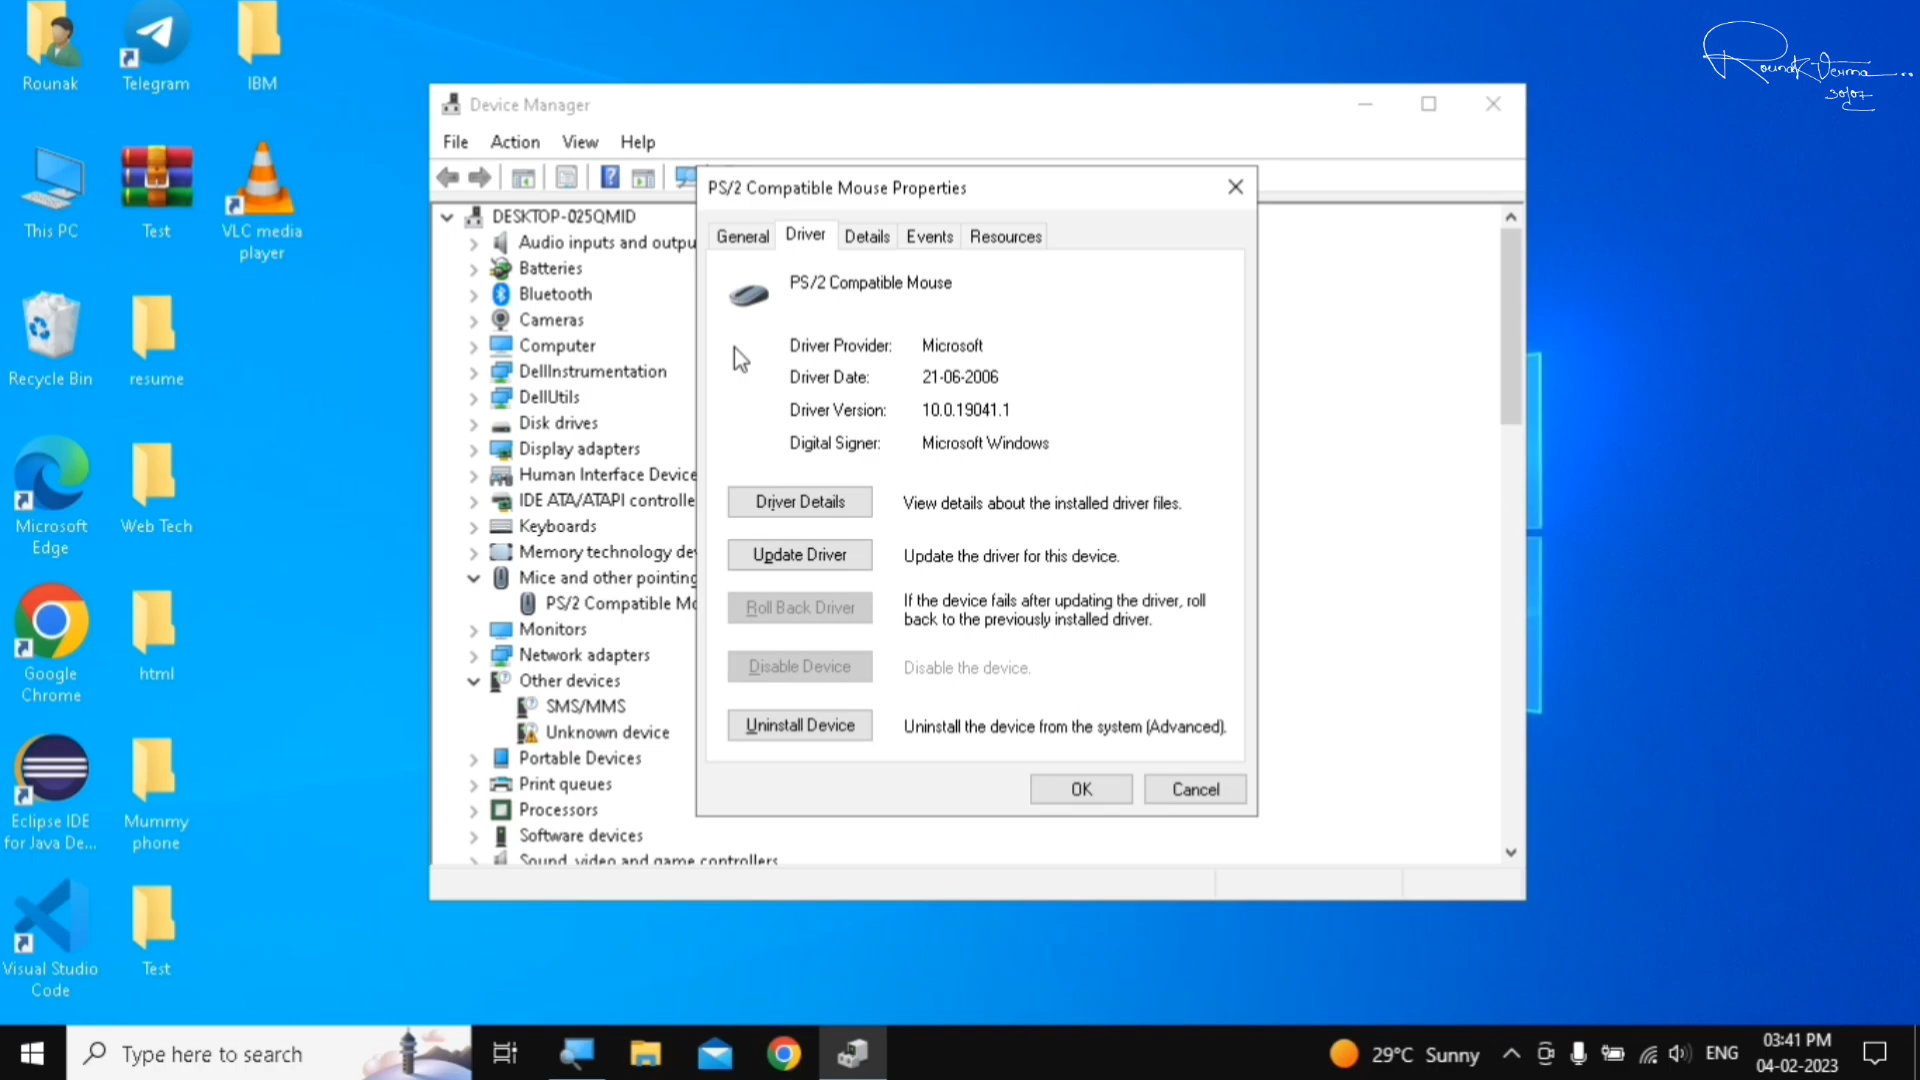 Rounak
Telegram
IBM
This PC
Test
VLC media
player
Recycle Bin
resume
Microsoft
Edge
Web Tech
Google
Chrome
html
Eclipse IDE
for Java De...
Mummy
phone
Visual Studio
Code
Test
Rounak Verma...
30/07
Device Manager
File Action View Help
DESKTOP-025QMID
Audio inputs and outpu
Batteries
Bluetooth
Cameras
Computer
DellInstrumentation
DellUtils
Disk drives
Display adapters
Human Interface Device
IDE ATA/ATAPI controlle
Keyboards
Memory technology de
Mice and other pointing
PS/2 Compatible Mo
Monitors
Network adapters
Other devices
SMS/MMS
Unknown device
Portable Devices
Print queues
Processors
Software devices
Sound, video and game controllers
PS/2 Compatible Mouse Properties
General Driver Details Events Resources
PS/2 Compatible Mouse
Driver Provider: Microsoft
Driver Date: 21-06-2006
Driver Version: 10.0.19041.1
Digital Signer: Microsoft Windows
Driver Details View details about the installed driver files.
Update Driver Update the driver for this device.
Roll Back Driver If the device fails after updating the driver, roll
back to the previously installed driver.
Disable Device Disable the device.
Uninstall Device Uninstall the device from the system (Advanced).
OK Cancel
Type here to search
29°C Sunny
ENG
03:41 PM
04-02-2023